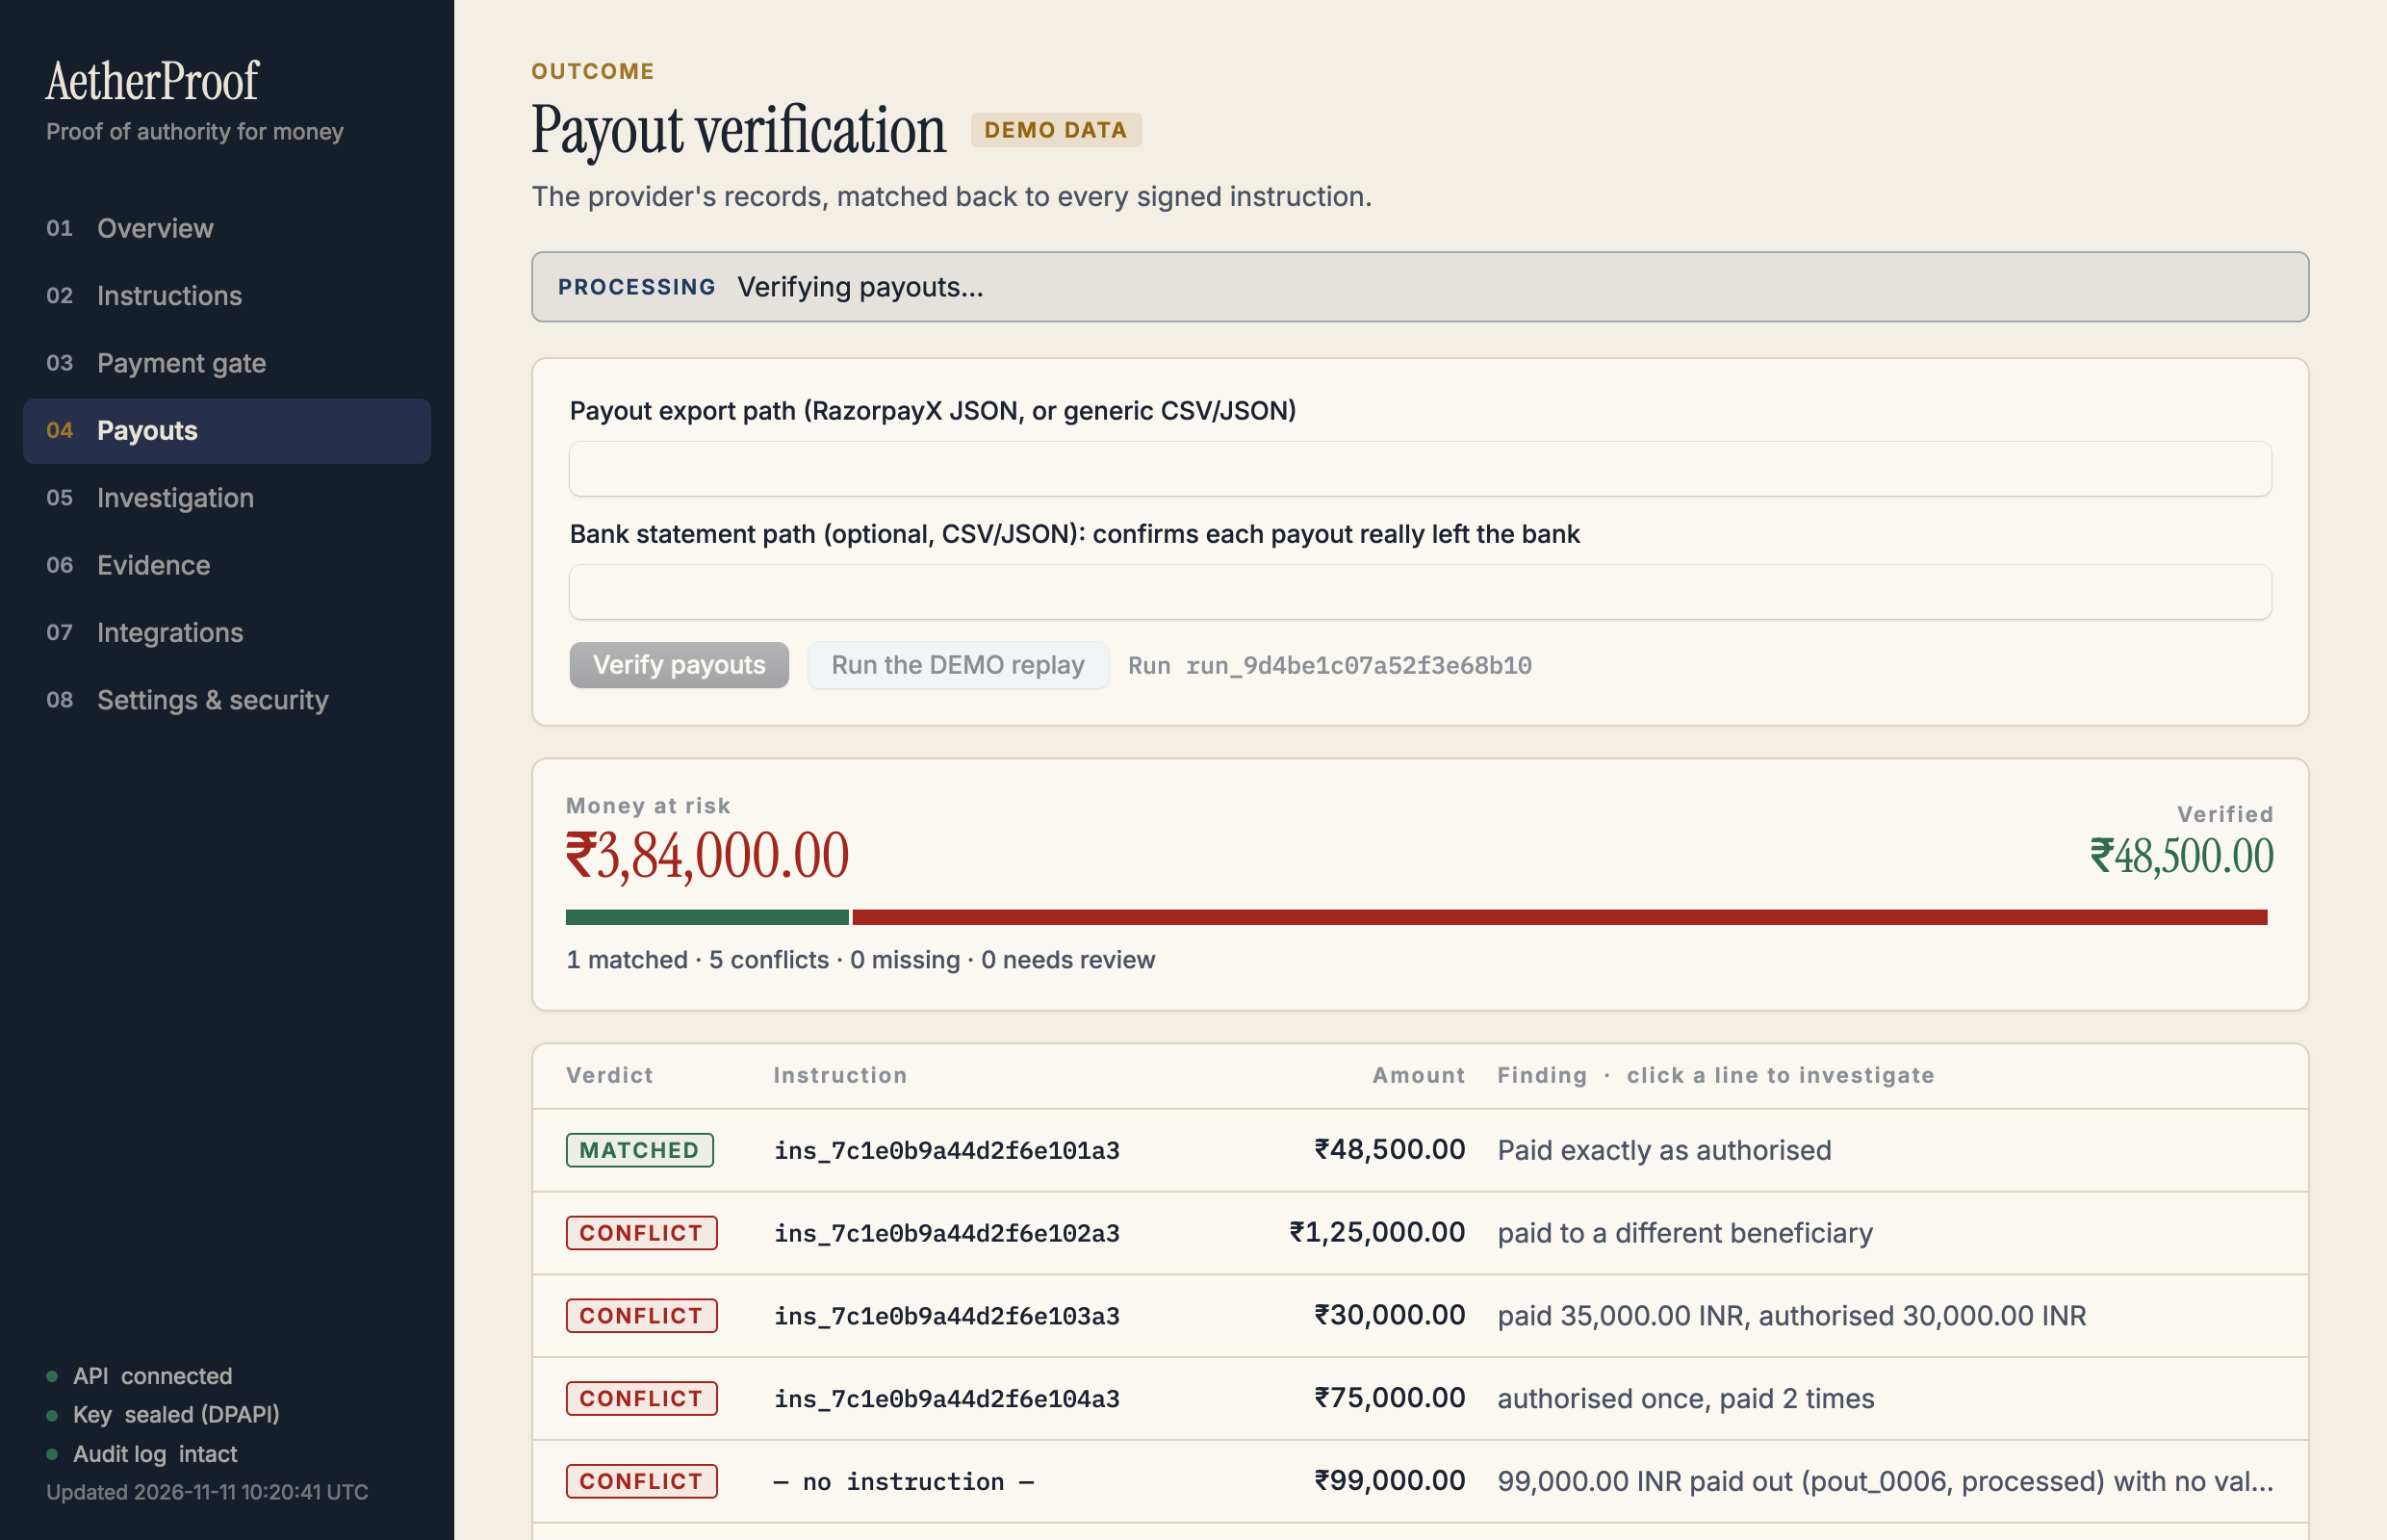 AetherProof
Proof of authority for money
01 Overview
02 Instructions
03 Payment gate
04 Payouts
05 Investigation
06 Evidence
07 Integrations
08 Settings & security
API connected
Key sealed (DPAPI)
Audit log intact
Updated 2026-11-11 10:20:41 UTC
OUTCOME
Payout verification DEMO DATA
The provider's records, matched back to every signed instruction.
PROCESSING Verifying payouts...
Payout export path (RazorpayX JSON, or generic CSV/JSON)
Bank statement path (optional, CSV/JSON): confirms each payout really left the bank
Verify payouts Run the DEMO replay Run run_9d4be1c07a52f3e68b10
Money at risk Verified
₹3,84,000.00 ₹48,500.00
1 matched · 5 conflicts · 0 missing · 0 needs review
Verdict Instruction Amount Finding · click a line to investigate
MATCHED ins_7c1e0b9a44d2f6e101a3 ₹48,500.00 Paid exactly as authorised
CONFLICT ins_7c1e0b9a44d2f6e102a3 ₹1,25,000.00 paid to a different beneficiary
CONFLICT ins_7c1e0b9a44d2f6e103a3 ₹30,000.00 paid 35,000.00 INR, authorised 30,000.00 INR
CONFLICT ins_7c1e0b9a44d2f6e104a3 ₹75,000.00 authorised once, paid 2 times
CONFLICT — no instruction — ₹99,000.00 99,000.00 INR paid out (pout_0006, processed) with no val...